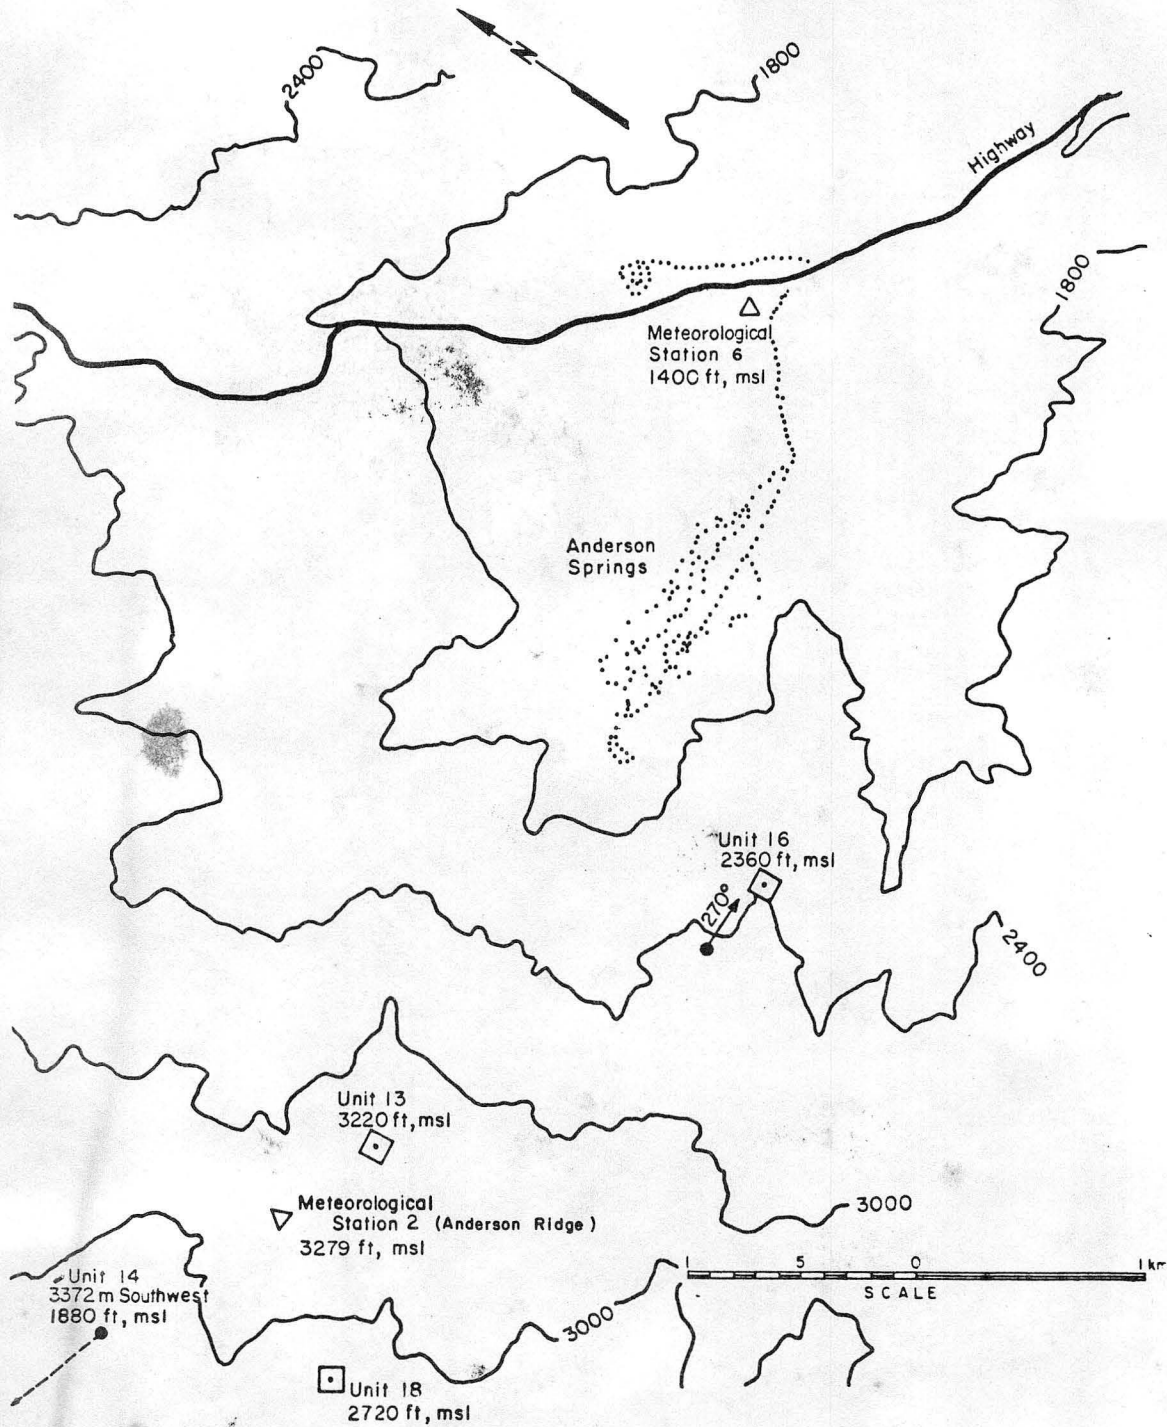 N
2400
1800
Highway
1800
Meteorological
Station 6
1400 ft, msl
Anderson
Springs
Unit 16
2360 ft, msl
270°
2400
Unit 13
3220 ft, msl
Meteorological
Station 2 (Anderson Ridge)
3279 ft, msl
3000
Unit 14
3372 m Southwest
1880 ft, msl
1 5 0 1 km
SCALE
3000
Unit 18
2720 ft, msl